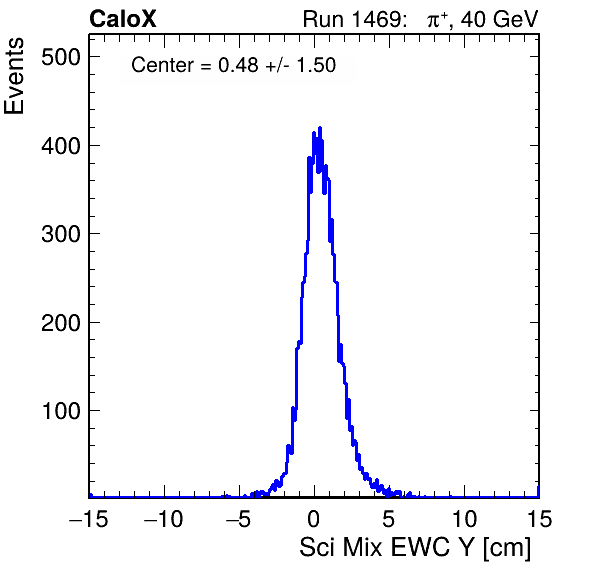 CaloX Run 1469: π⁺, 40 GeV
Center = 0.48 +/- 1.50
Events
500
400
300
200
100
−15 −10 −5 0 5 10 15
Sci Mix EWC Y [cm]